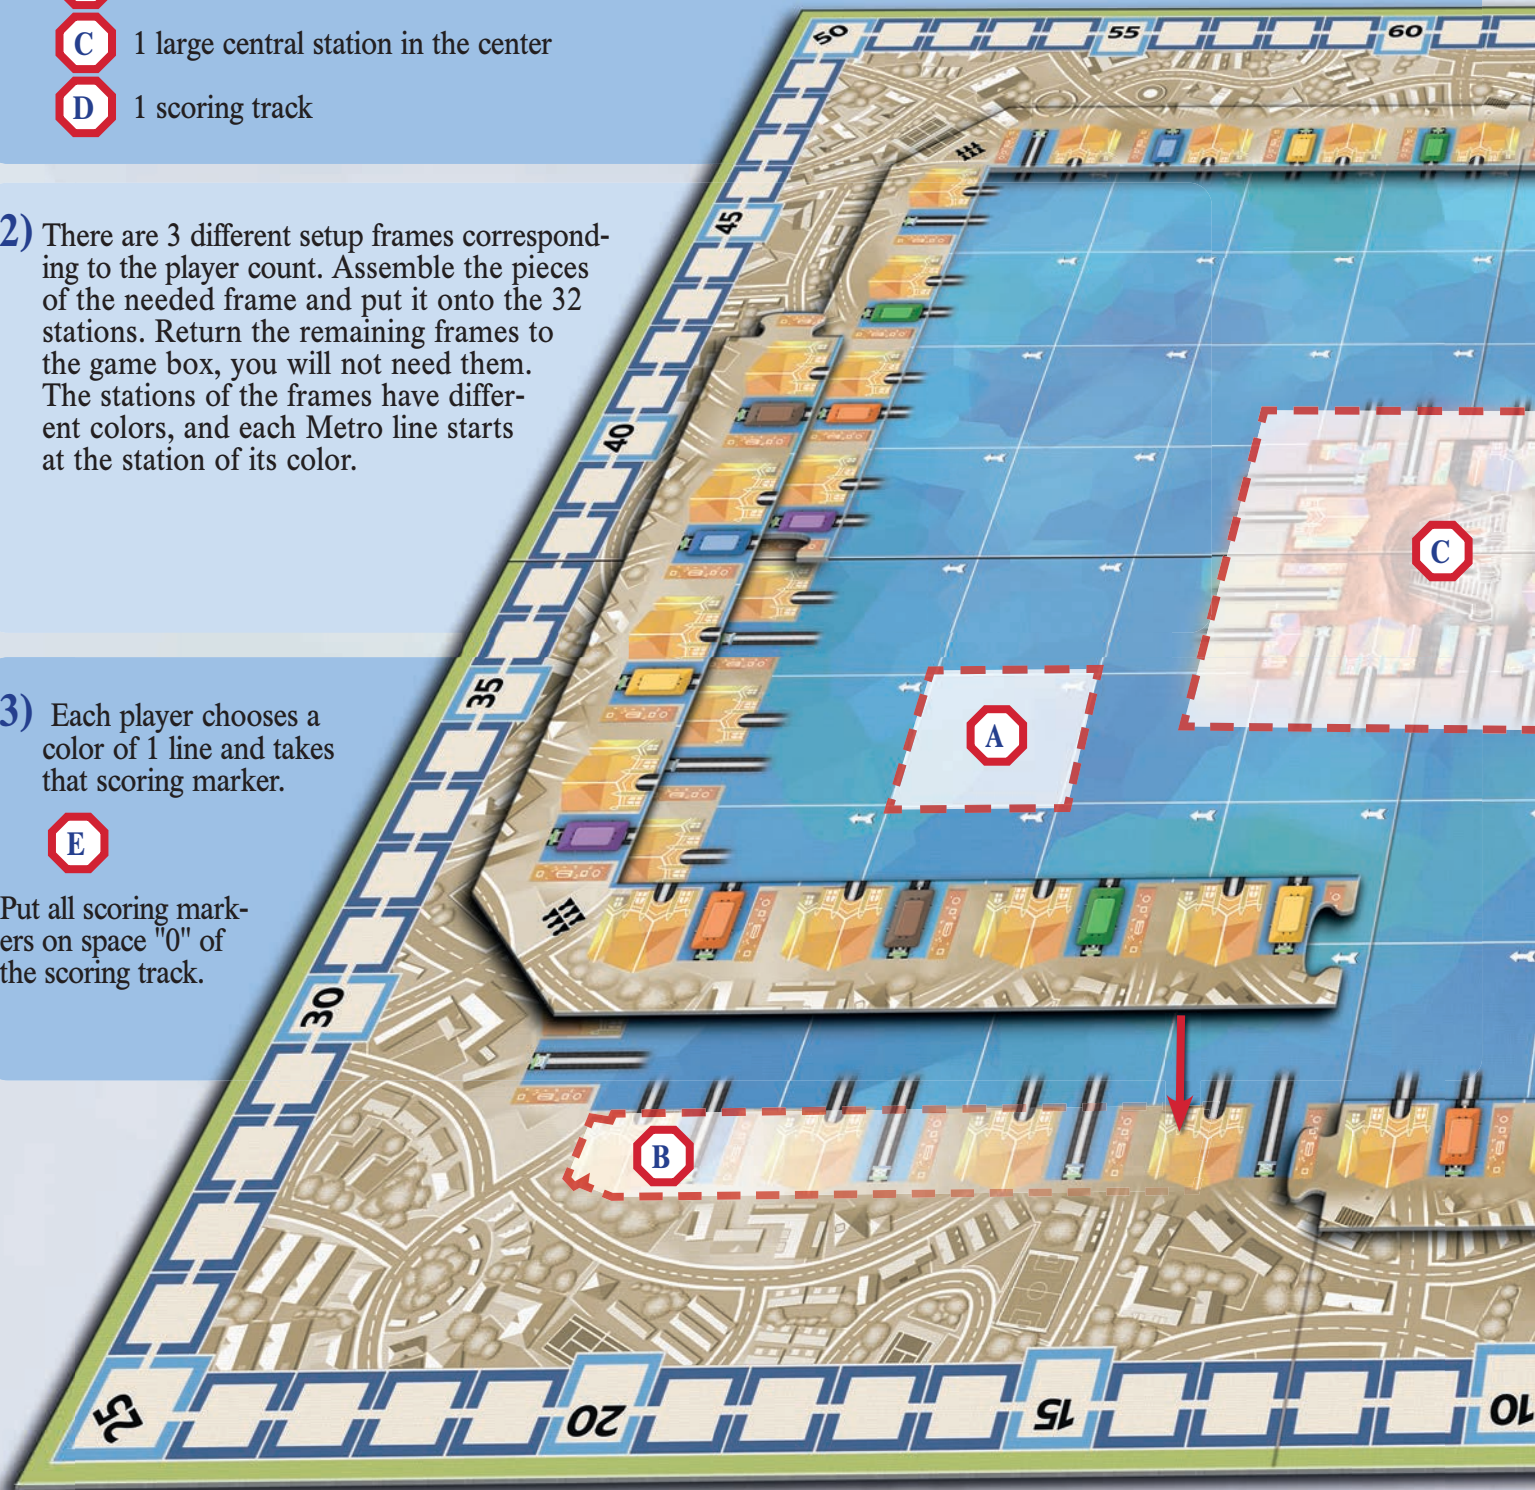 C 1 large central station in the center
D 1 scoring track
2) There are 3 different setup frames correspond-
ing to the player count. Assemble the pieces
of the needed frame and put it onto the 32
stations. Return the remaining frames to
the game box, you will not need them.
The stations of the frames have differ-
ent colors, and each Metro line starts
at the station of its color.
3) Each player chooses a
color of 1 line and takes
that scoring marker.
E
Put all scoring mark-
ers on space "0" of
the scoring track.
50
55
60
45
40
35
30
25
20
15
10
A
B
C